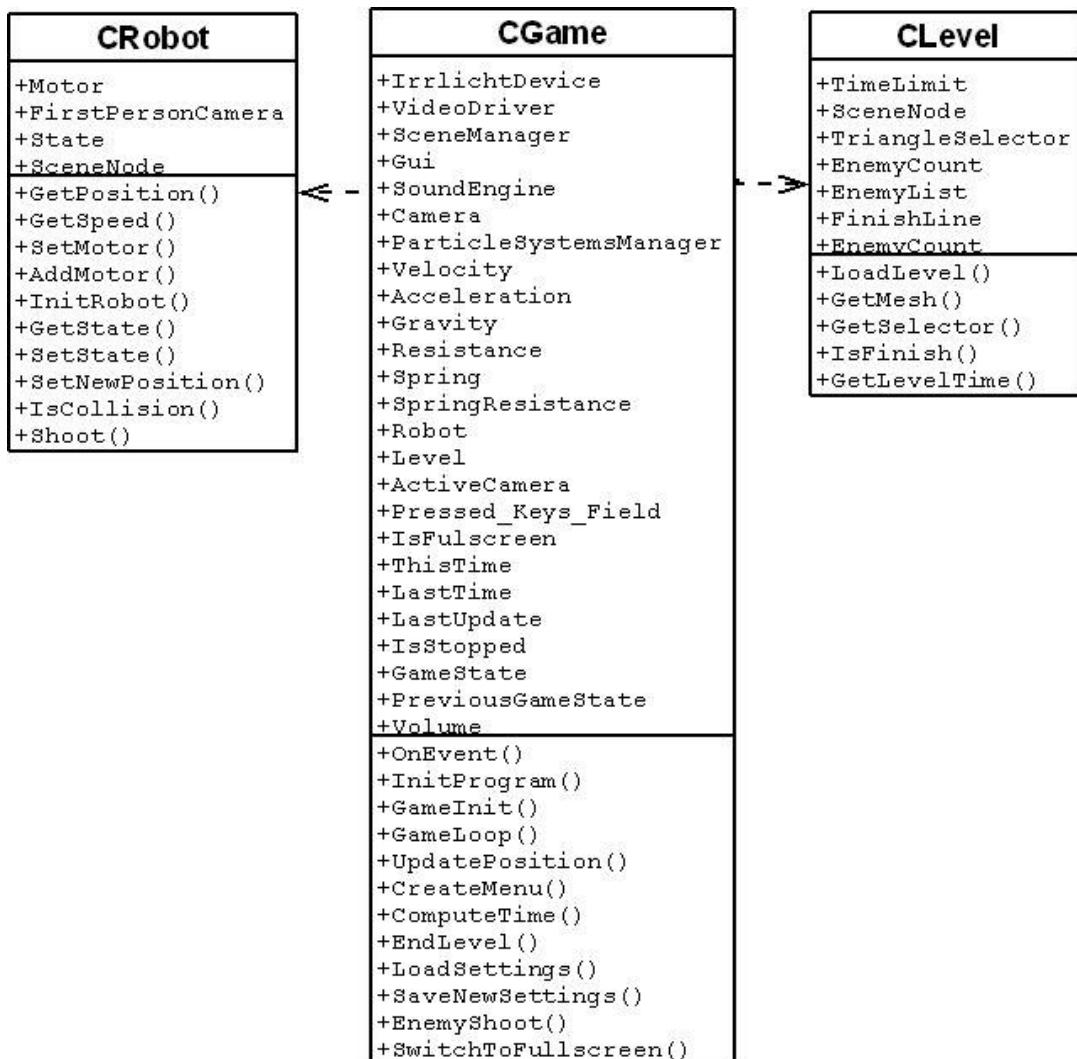 CRobot
+Motor
+FirstPersonCamera
+State
+SceneNode
+GetPosition()
+GetSpeed()
+SetMotor()
+AddMotor()
+InitRobot()
+GetState()
+SetState()
+SetNewPosition()
+IsCollision()
+Shoot()
CGame
+IrrlichtDevice
+VideoDriver
+SceneManager
+Gui
+SoundEngine
+Camera
+ParticleSystemsManager
+Velocity
+Acceleration
+Gravity
+Resistance
+Spring
+SpringResistance
+Robot
+Level
+ActiveCamera
+Pressed_Keys_Field
+IsFulscreen
+ThisTime
+LastTime
+LastUpdate
+IsStopped
+GameState
+PreviousGameState
+Volume
+OnEvent()
+InitProgram()
+GameInit()
+GameLoop()
+UpdatePosition()
+CreateMenu()
+ComputeTime()
+EndLevel()
+LoadSettings()
+SaveNewSettings()
+EnemyShoot()
+SwitchToFullscreen()
CLevel
+TimeLimit
+SceneNode
+TriangleSelector
+EnemyCount
+EnemyList
+FinishLine
+EnemyCount
+LoadLevel()
+GetMesh()
+GetSelector()
+IsFinish()
+GetLevelTime()